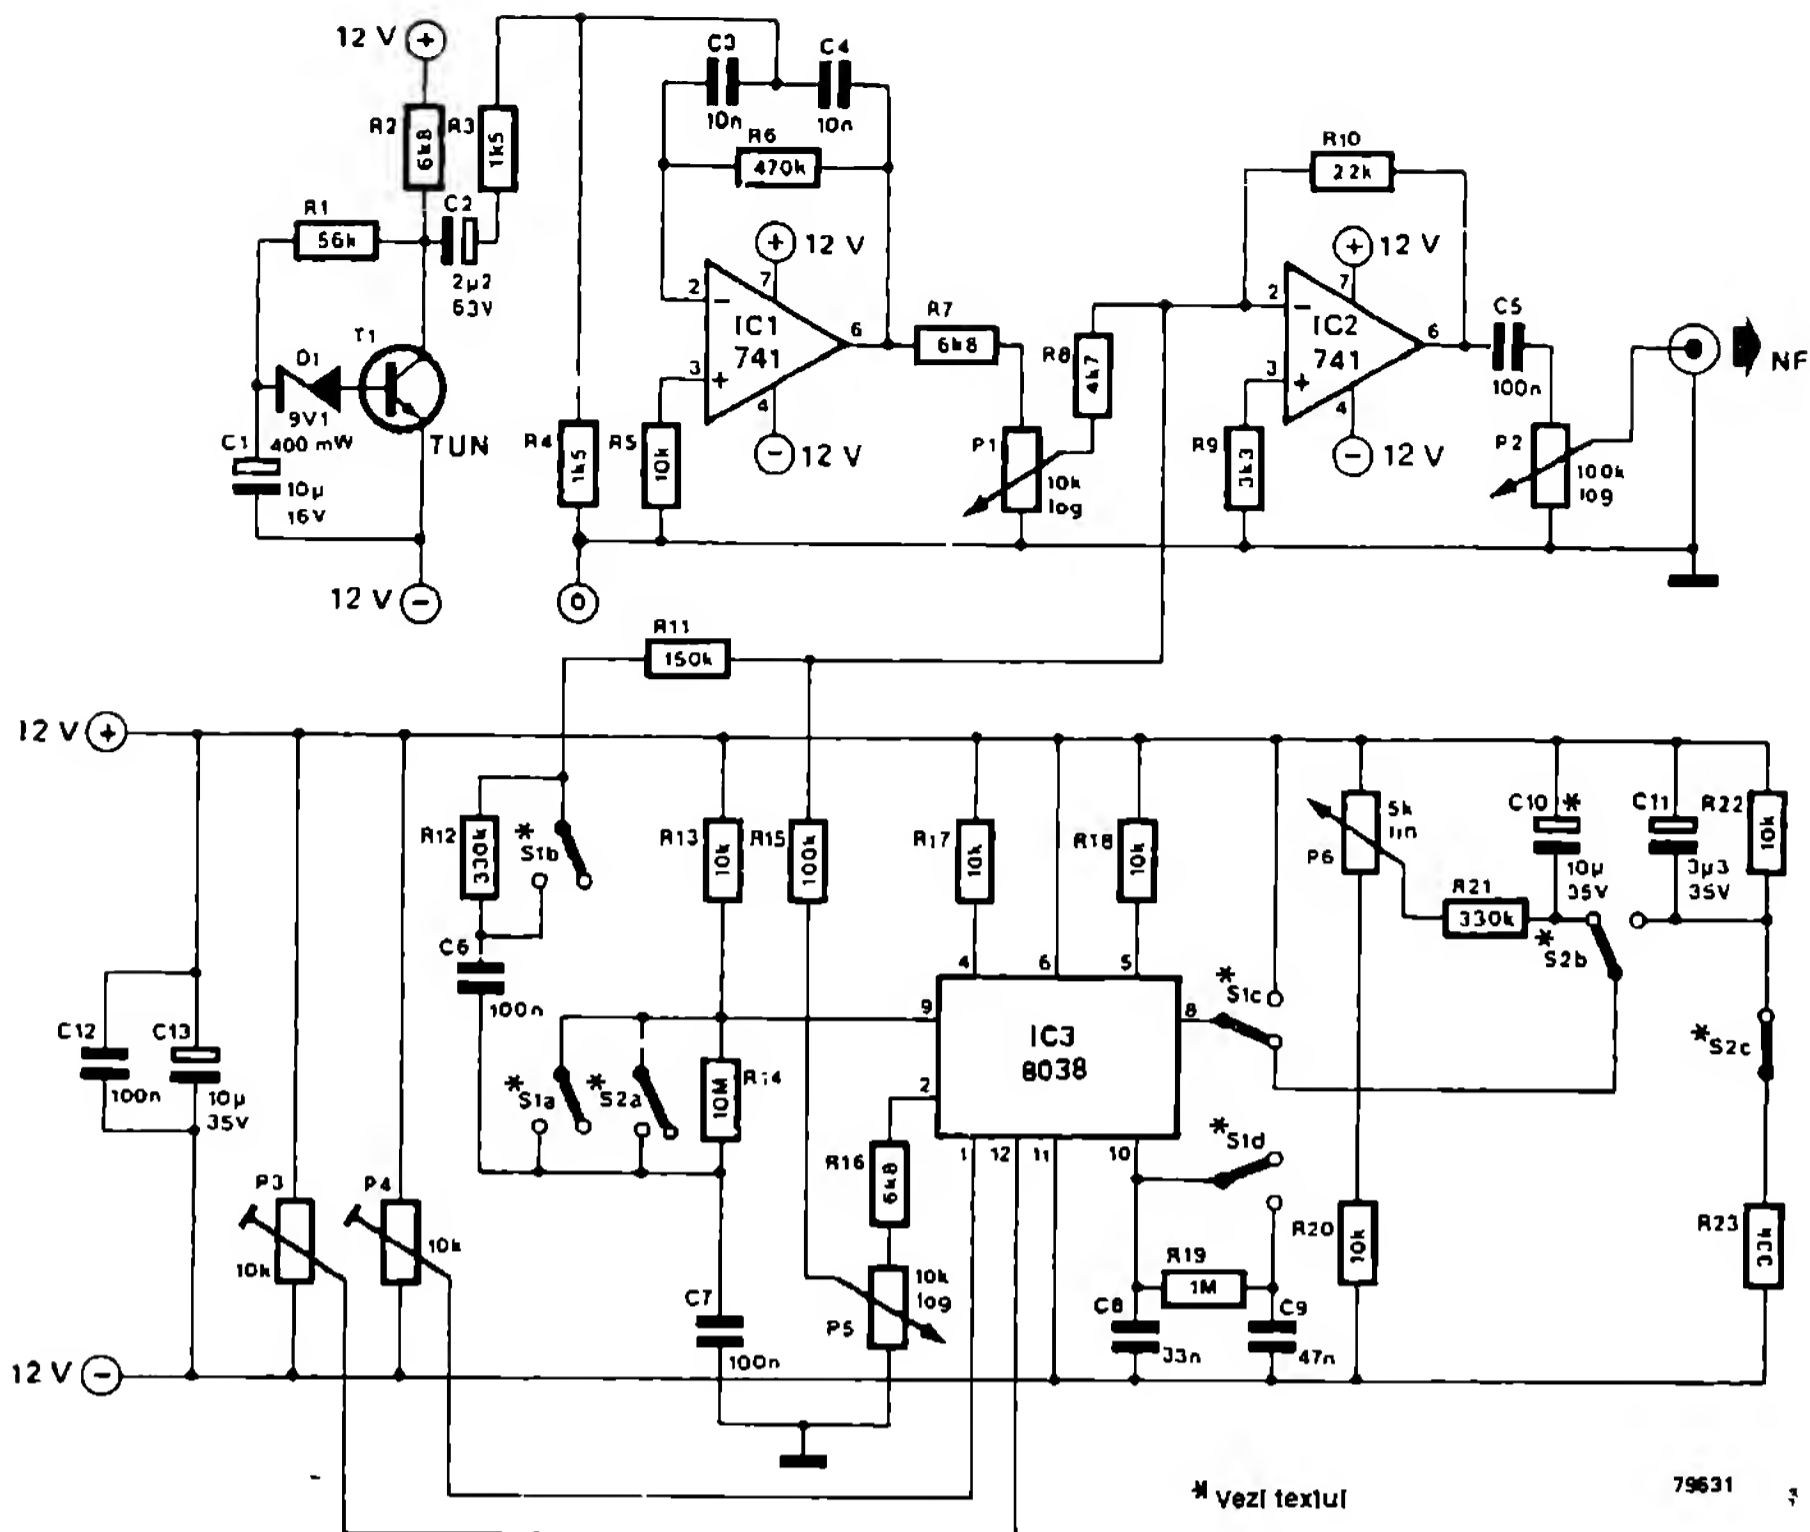 12 V +
C3
C4
10n
10n
R2
6k8
R3
1k5
R6
470k
R10
22k
R1
56k
C2
2µ2
63V
+ 12 V
+ 12 V
T1
D1
9V1
400 mW
TUN
C1
10µ
16V
2
7
IC1
741
6
3
4
- 12 V
R7
6k8
R8
4k7
2
7
IC2
741
6
3
4
- 12 V
C5
100n
NF
R4
1k5
R5
10k
P1
10k
log
R9
3k3
P2
100k
log
12 V -
0
R11
150k
12 V +
R12
330k
* S1b
R13
10k
R15
100k
R17
10k
R18
10k
P6
5k
lin
C10 *
10µ
35V
C11
3µ3
35V
R22
10k
R21
330k
* S2b
C6
100n
4
6
5
9
IC3
8038
8
2
1
12
11
10
* S1c
* S2c
C12
100n
C13
10µ
35V
* S1a
* S2a
R14
10M
* S1d
R16
6k8
P3
10k
P4
10k
R19
1M
R20
10k
R23
33k
C7
100n
P5
10k
log
C8
33n
C9
47n
12 V -
* Vezi textul
79631